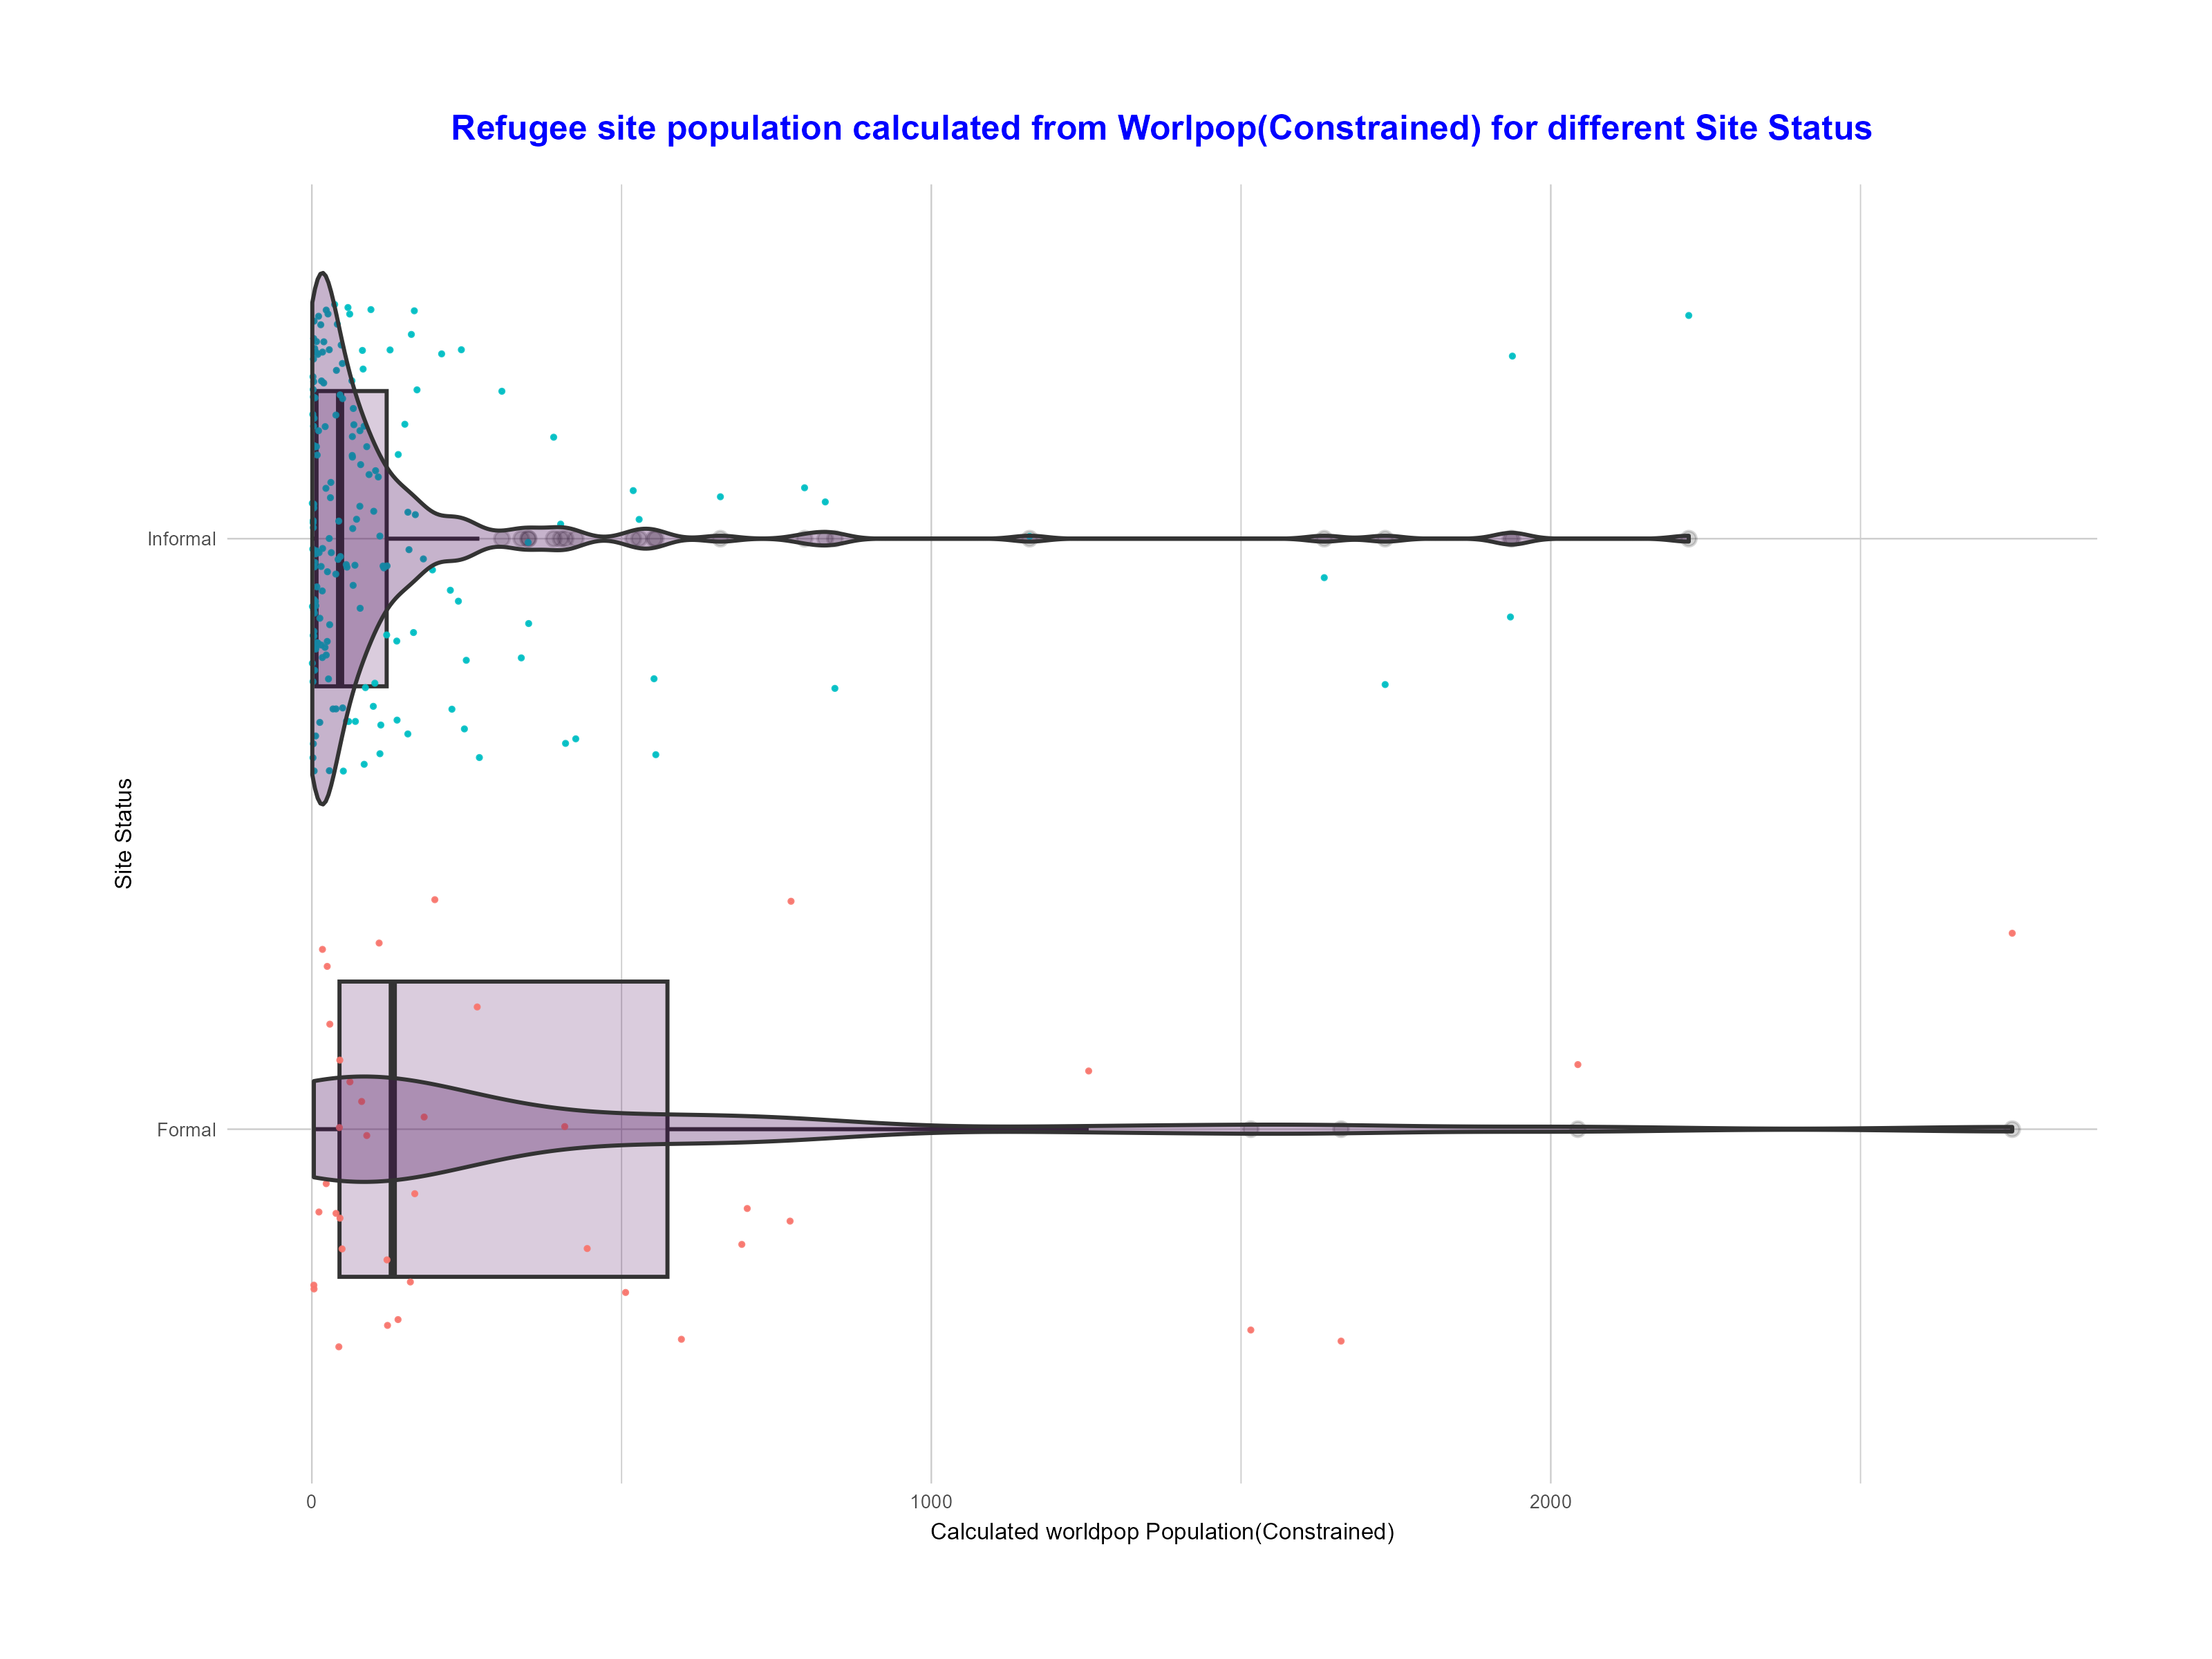 Refugee site population calculated from Worlpop(Constrained) for different Site Status
Informal
Site Status
Formal
0
1000
2000
Calculated worldpop Population(Constrained)